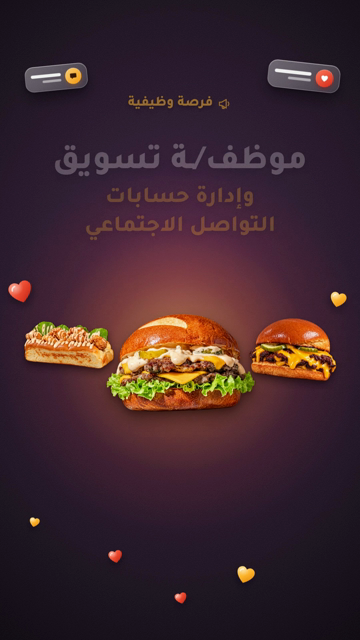 فرصة وظيفية
موظف/ة تسويق
وإدارة حسابات
التواصل الاجتماعي